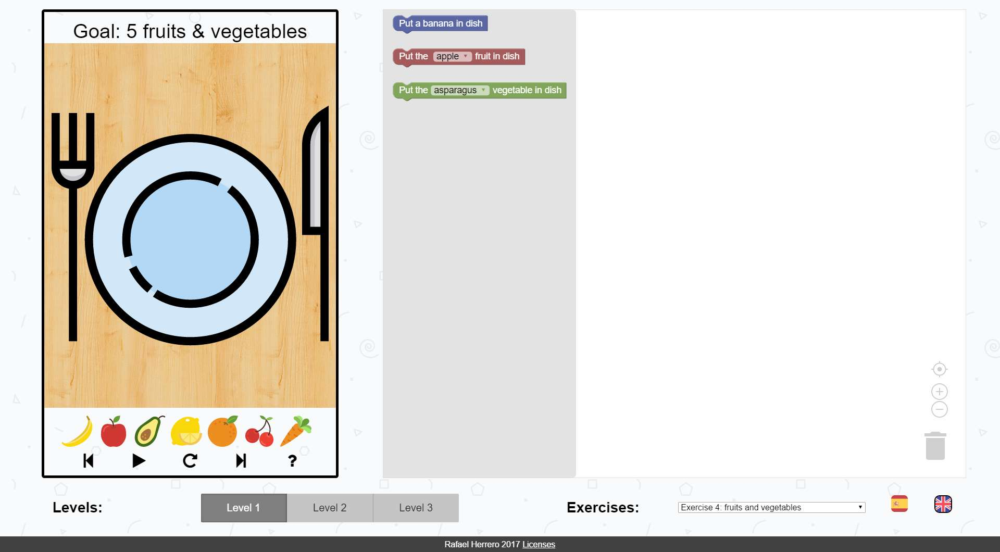 Goal: 5 fruits & vegetables
Put a banana in dish
Put the apple fruit in dish
Put the asparagus vegetable in dish
?
Levels:
Level 1
Level 2
Level 3
Exercises:
Exercise 4: fruits and vegetables
Rafael Herrero 2017 Licenses